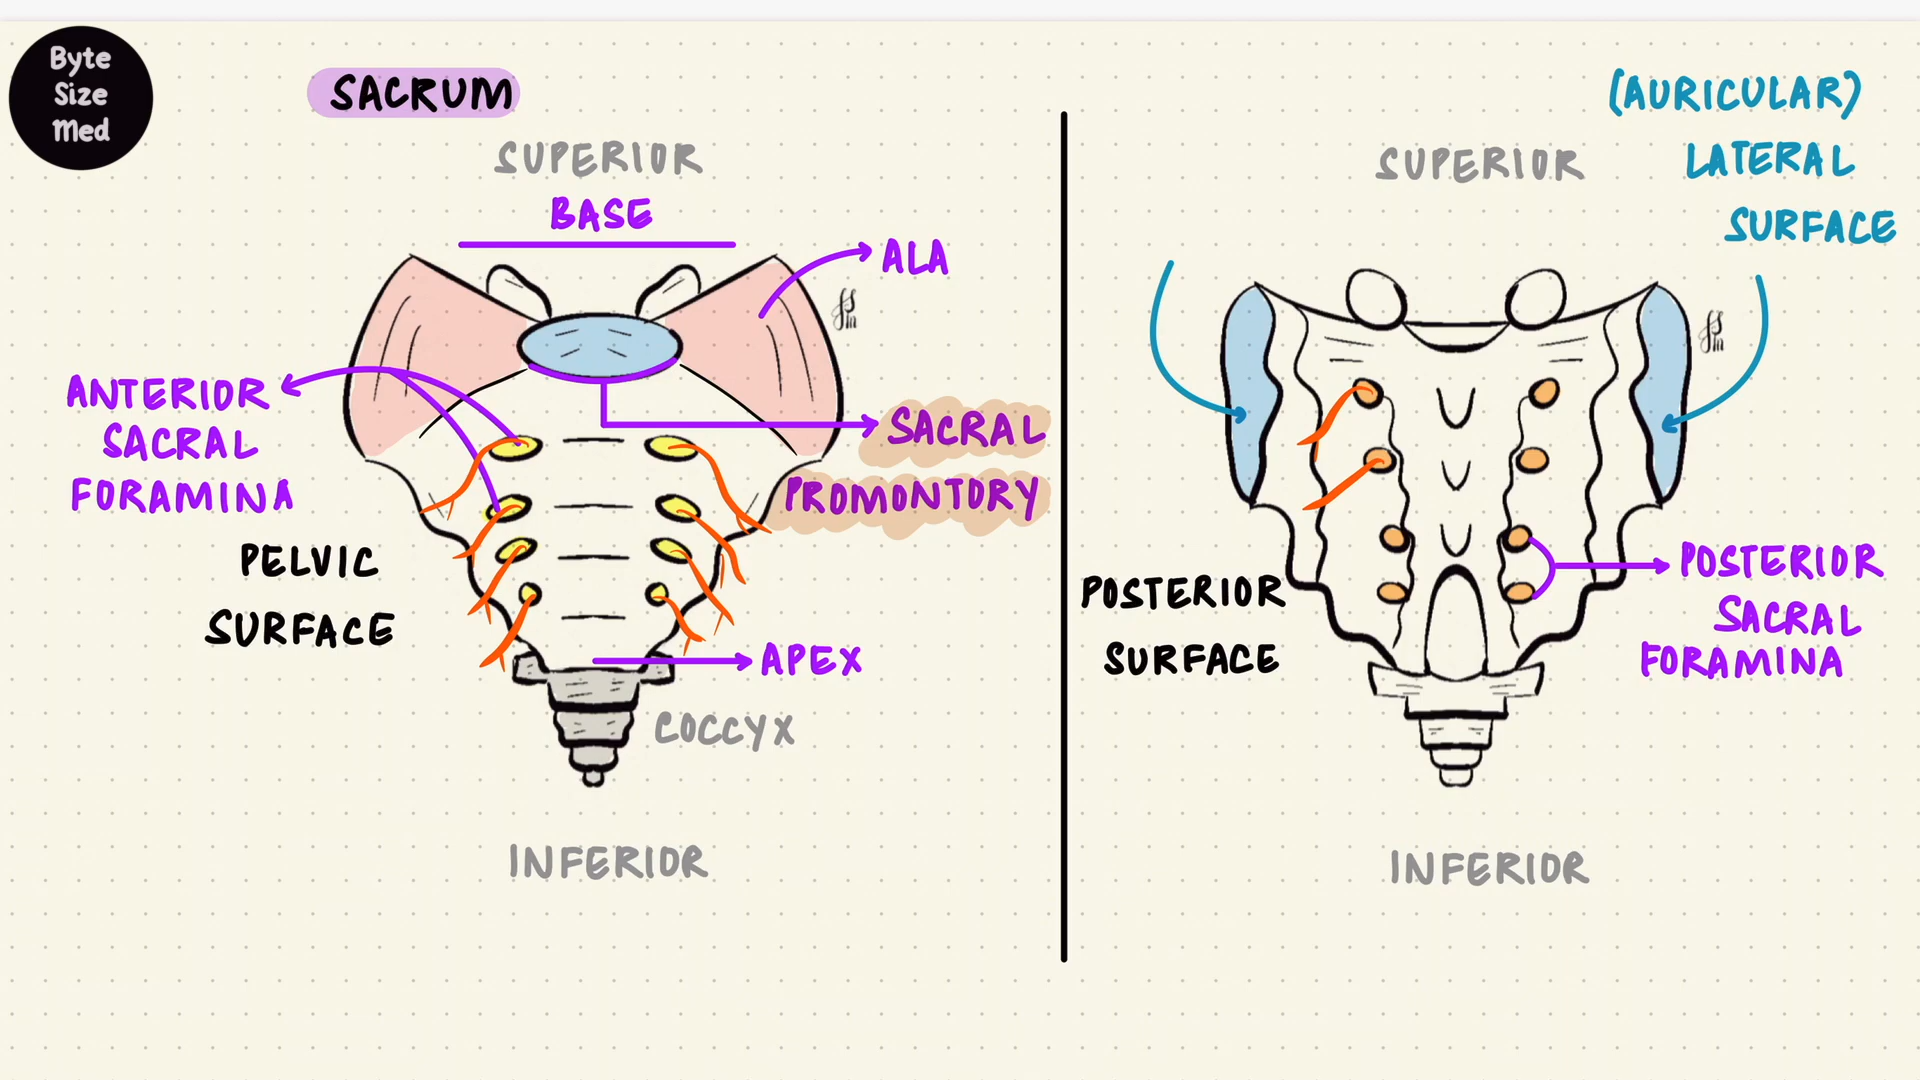 Byte
Size
Med
SACRUM
SUPERIOR
BASE
ALA
ANTERIOR
SACRAL
FORAMINA
SACRAL
PROMONTORY
PELVIC
SURFACE
APEX
COCCYX
INFERIOR
(AURICULAR)
LATERAL
SURFACE
SUPERIOR
POSTERIOR
SURFACE
POSTERIOR
SACRAL
FORAMINA
INFERIOR